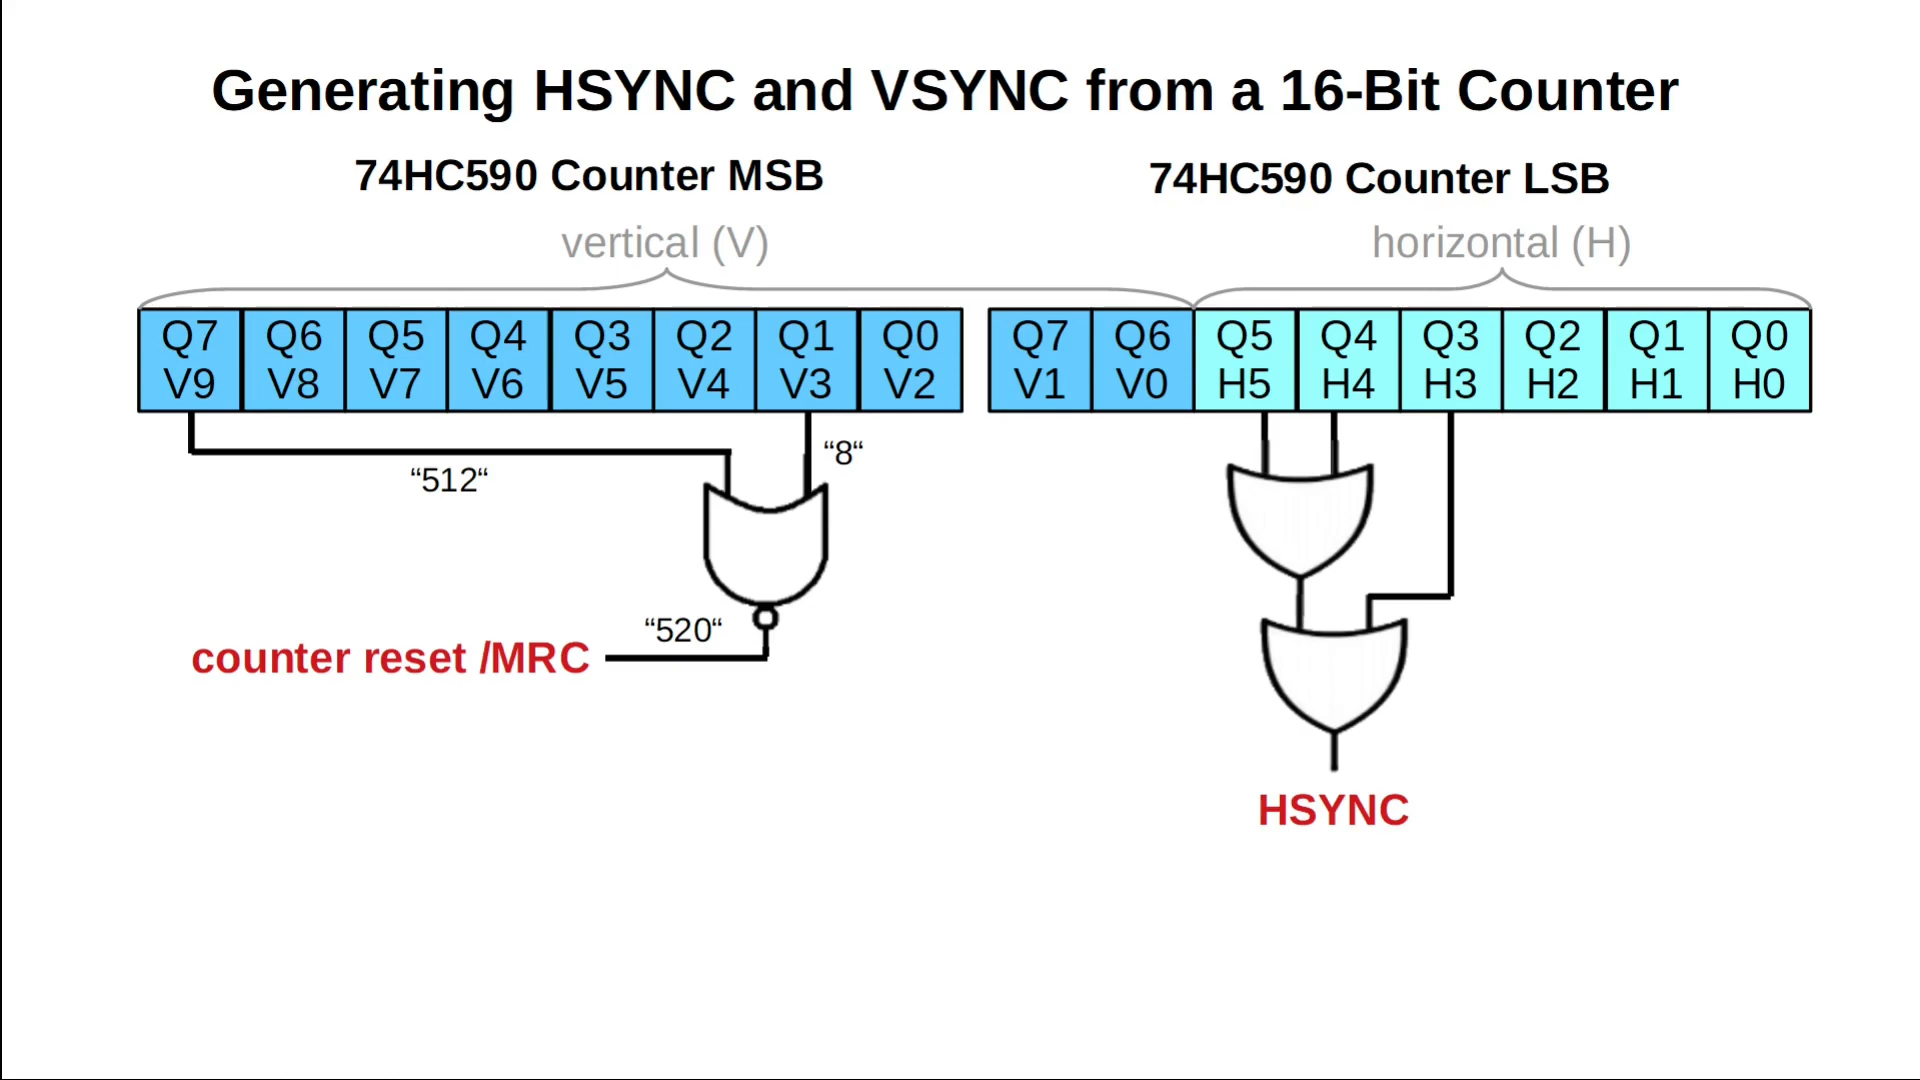 Generating HSYNC and VSYNC from a 16-Bit Counter
74HC590 Counter MSB
74HC590 Counter LSB
vertical (V)
horizontal (H)
Q7 Q6 Q5 Q4 Q3 Q2 Q1 Q0 Q7 Q6 Q5 Q4 Q3 Q2 Q1 Q0
V9 V8 V7 V6 V5 V4 V3 V2 V1 V0 H5 H4 H3 H2 H1 H0
“8“
“512“
“520“
counter reset /MRC
HSYNC